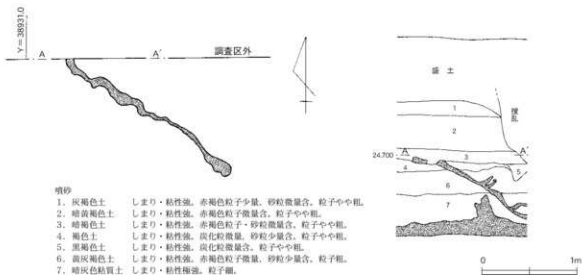 Y=38931.0
A A′ 調査区外
盛土
撹乱
1
2
24.700 A 3 A′
4 5
6
7
噴砂
1. 灰褐色土 しまり・粘性強。赤褐色粒子少量、砂粒微量含。粒子やや粗。
2. 暗黄褐色土 しまり・粘性強。赤褐色粒子微量含。粒子やや粗。
3. 暗褐色土 しまり・粘性強。赤褐色粒子・砂粒微量含。粒子やや粗。
4. 褐色土 しまり・粘性強。炭化粒微量、砂粒少量含。粒子やや粗。
5. 黒褐色土 しまり・粘性強。炭化粒微量含。粒子やや粗。
6. 黄灰褐色土 しまり・粘性強。赤褐色粒子微量、砂粒少量含。粒子粗。
7. 暗灰色粘質土 しまり・粘性極強。粒子細。
0 1m